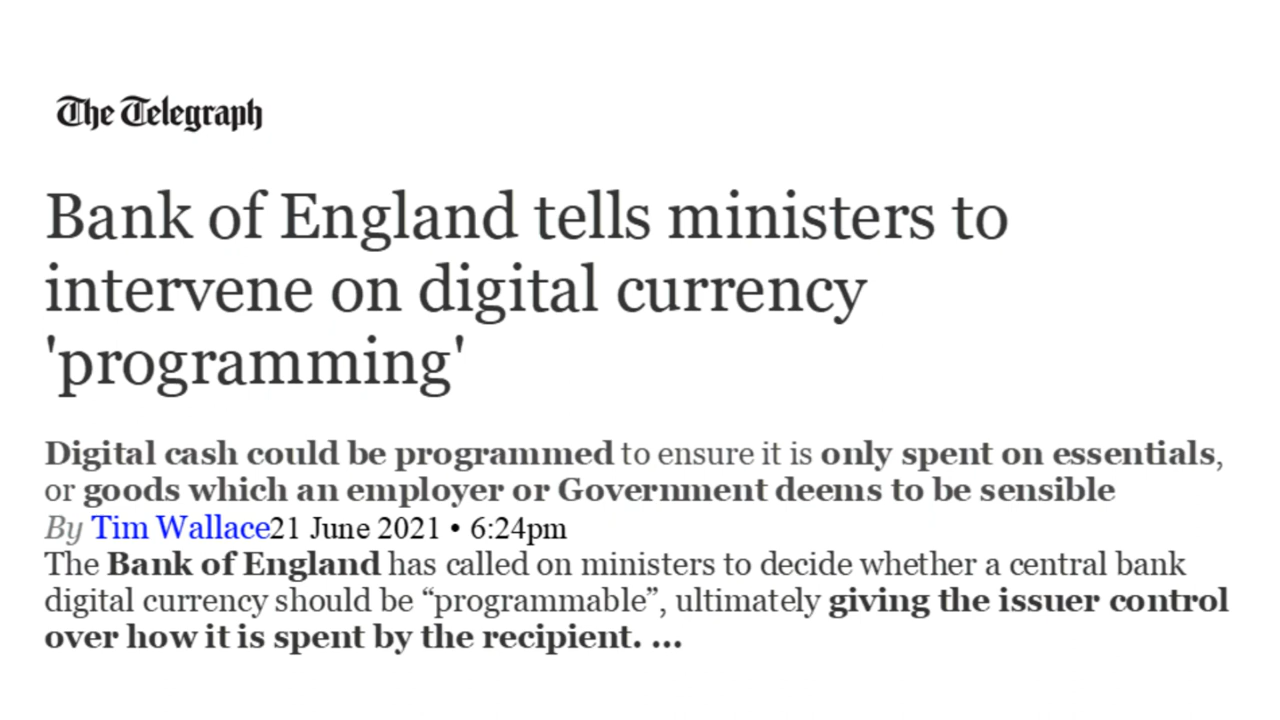 The Telegraph
Bank of England tells ministers to
intervene on digital currency
'programming'
Digital cash could be programmed to ensure it is only spent on essentials,
or goods which an employer or Government deems to be sensible
By Tim Wallace21 June 2021 • 6:24pm
The Bank of England has called on ministers to decide whether a central bank
digital currency should be “programmable”, ultimately giving the issuer control
over how it is spent by the recipient. ...